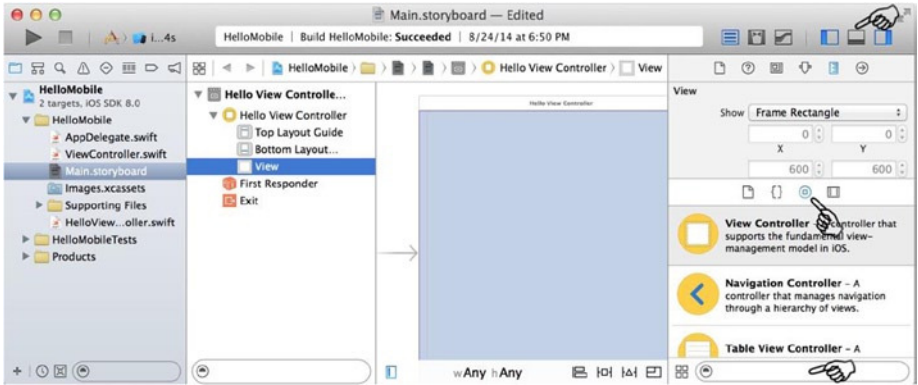 Main.storyboard — Edited
i...4s
HelloMobile | Build HelloMobile: Succeeded | 8/24/14 at 6:50 PM
HelloMobile
Hello View Controller
View
HelloMobile
2 targets, iOS SDK 8.0
HelloMobile
AppDelegate.swift
ViewController.swift
Main.storyboard
Images.xcassets
Supporting Files
HelloView...oller.swift
HelloMobileTests
Products
Hello View Controlle...
Hello View Controller
Top Layout Guide
Bottom Layout...
View
First Responder
Exit
Hello View Controller
wAny hAny
View
Show Frame Rectangle
0 0
X Y
600 600
View Controller – A controller that
supports the fundamental view-
management model in iOS.
Navigation Controller – A
controller that manages navigation
through a hierarchy of views.
Table View Controller – A